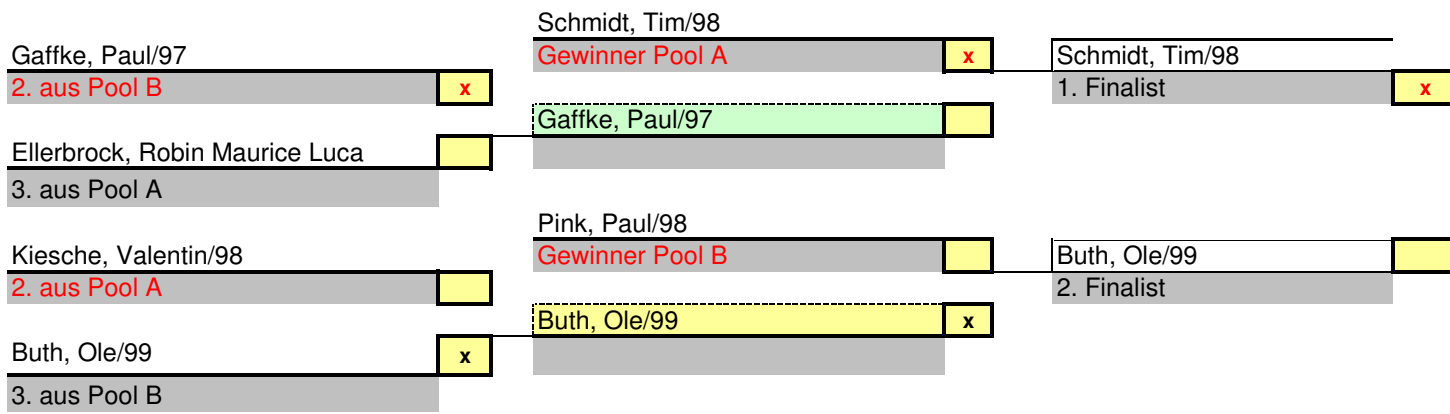 Gaffke, Paul/97
2. aus Pool B x
Ellerbrock, Robin Maurice Luca
3. aus Pool A
Kiesche, Valentin/98
2. aus Pool A
Buth, Ole/99 x
3. aus Pool B
Schmidt, Tim/98
Gewinner Pool A x
Gaffke, Paul/97
Pink, Paul/98
Gewinner Pool B
Buth, Ole/99 x
Schmidt, Tim/98
1. Finalist x
Buth, Ole/99
2. Finalist